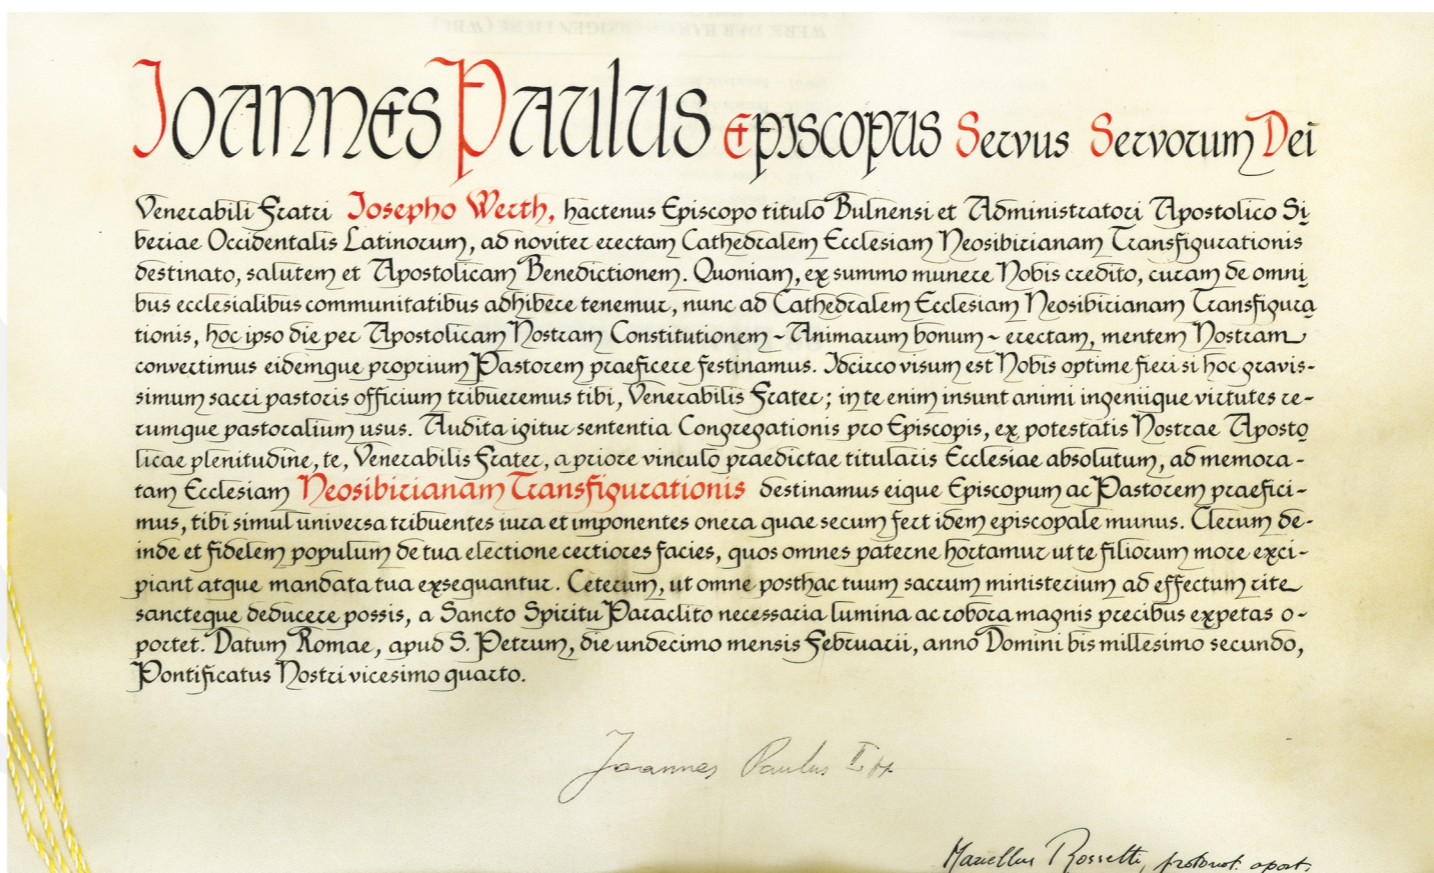 Joannes Paulus Episcopus Servus Servorum Dei
Venerabili Fratri Josepho Werth, hactenus Episcopo titulo Bulnensi et Administratori Apostolico Si
beriae Occidentalis Latinorum, ad noviter erectam Cathedralem Ecclesiam Neosibirianam Transfigurationis
destinato, salutem et Apostolicam Benedictionem. Quoniam, ex summo munere Nobis credito, curam de omni
bus ecclesialibus communitatibus adhibere tenemur, nunc ad Cathedralem Ecclesiam Neosibirianam Transfigura
tionis, hoc ipso die per Apostolicam Nostram Constitutionem ~ Animarum bonum ~ erectam, mentem Nostram
convertimus eidemque proprium Pastorem praeficere festinamus. Idcirco visum est Nobis optime fieri si hoc gravis-
simum sacri pastoris officium tribueremus tibi, Venerabilis Frater; in te enim insunt animi ingeniique virtutes re-
rumque pastoralium usus. Audita igitur sententia Congregationis pro Episcopis, ex potestatis Nostrae Aposto
licae plenitudine, te, Venerabilis Frater, a priore vinculo praedictae titularis Ecclesiae absolutum, ad memora-
tam Ecclesiam Neosibirianam Transfigurationis destinamus eique Episcopum ac Pastorem praefici-
mus, tibi simul universa tribuentes iura et imponentes onera quae secum fert idem episcopale munus. Clerum de-
inde et fidelem populum de tua electione certiores facies, quos omnes paterne hortamur ut te filiorum more exci-
piant atque mandata tua exsequantur. Ceterum, ut omne posthac tuum sacrum ministerium ad effectum rite
sancteque deducere possis, a Sancto Spiritu Paraclito necessaria lumina ac robora magnis precibus expetas o-
portet. Datum Romae, apud S. Petrum, die undecimo mensis Februarii, anno Domini bis millesimo secundo,
Pontificatus Nostri vicesimo quarto.
Joannes Paulus II
Marcellus Rossetti, protonot. apost.